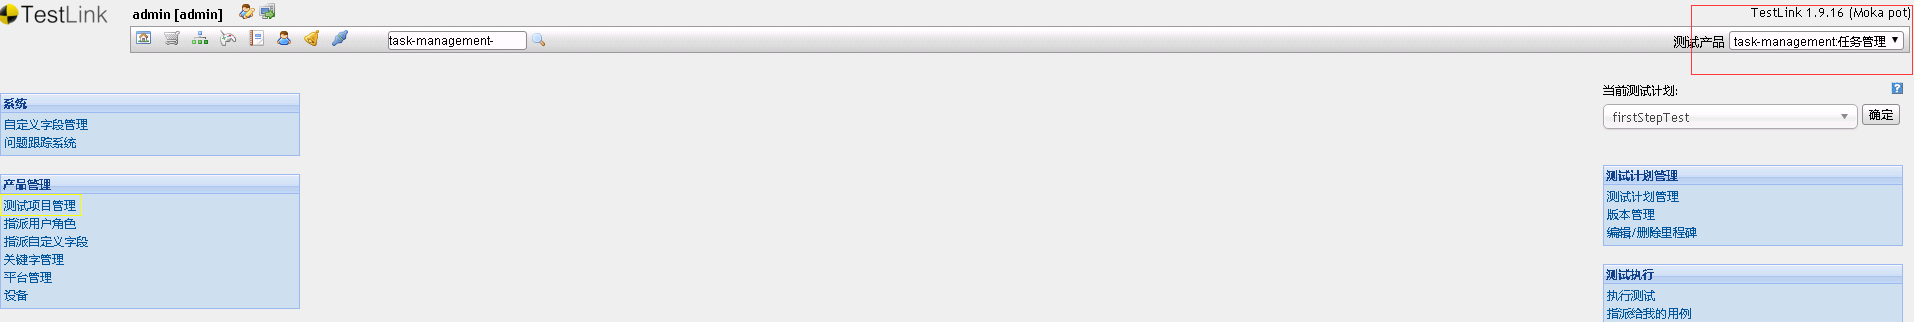 TestLink
admin [admin]
TestLink 1.9.16 (Moka pot)
task-management-
测试产品 task-management:任务管理
系统
自定义字段管理
问题跟踪系统
产品管理
测试项目管理
指派用户角色
指派自定义字段
关键字管理
平台管理
设备
当前测试计划:
firstStepTest 确定
测试计划管理
测试计划管理
版本管理
编辑/删除里程碑
测试执行
执行测试
指派给我的用例